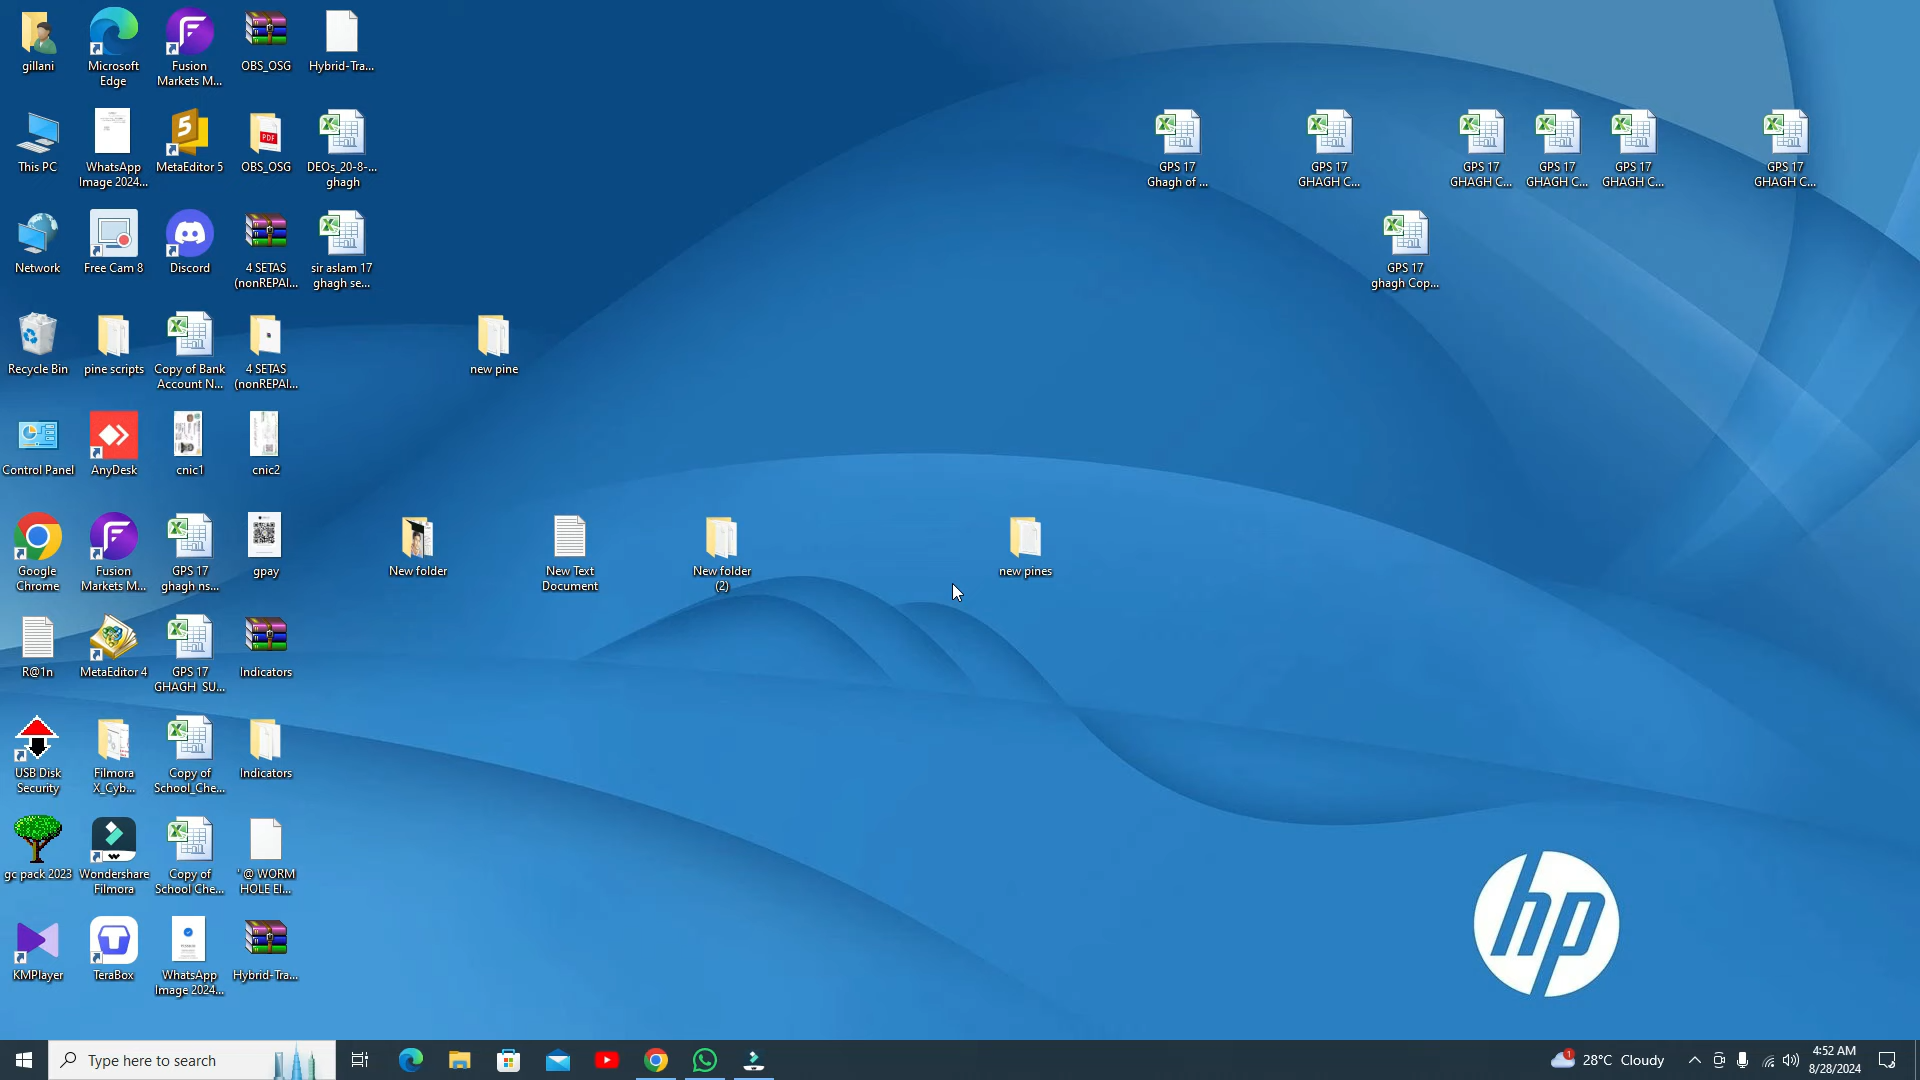 gillani
Microsoft
Edge
Fusion
Markets M...
OBS_OSG
Hybrid-Tra...
This PC
WhatsApp
Image 2024...
MetaEditor 5
OBS_OSG
DEOs_20-8-...
ghagh
GPS 17
Ghagh of ...
GPS 17
GHAGH C...
GPS 17
GHAGH C...
GPS 17
GHAGH C...
GPS 17
GHAGH C...
GPS 17
GHAGH C...
Network
Free Cam 8
Discord
4 SETAS
(nonREPAI...
sir aslam 17
ghagh se...
GPS 17
ghagh Cop...
Recycle Bin
pine scripts
Copy of Bank
Account N...
4 SETAS
(nonREPAI...
new pine
Control Panel
AnyDesk
cnic1
cnic2
Google
Chrome
Fusion
Markets M...
GPS 17
ghagh ns...
gpay
New folder
New Text
Document
New folder
(2)
new pines
R@1n
MetaEditor 4
GPS 17
GHAGH SU...
Indicators
USB Disk
Security
Filmora
X_Cyb...
Copy of
School_Che...
Indicators
gc pack 2023
Wondershare
Filmora
Copy of
School Che...
' @ WORM
HOLE El...
KMPlayer
TeraBox
WhatsApp
Image 2024...
Hybrid-Tra...
hp
Type here to search
1
28°C Cloudy
4:52 AM
8/28/2024